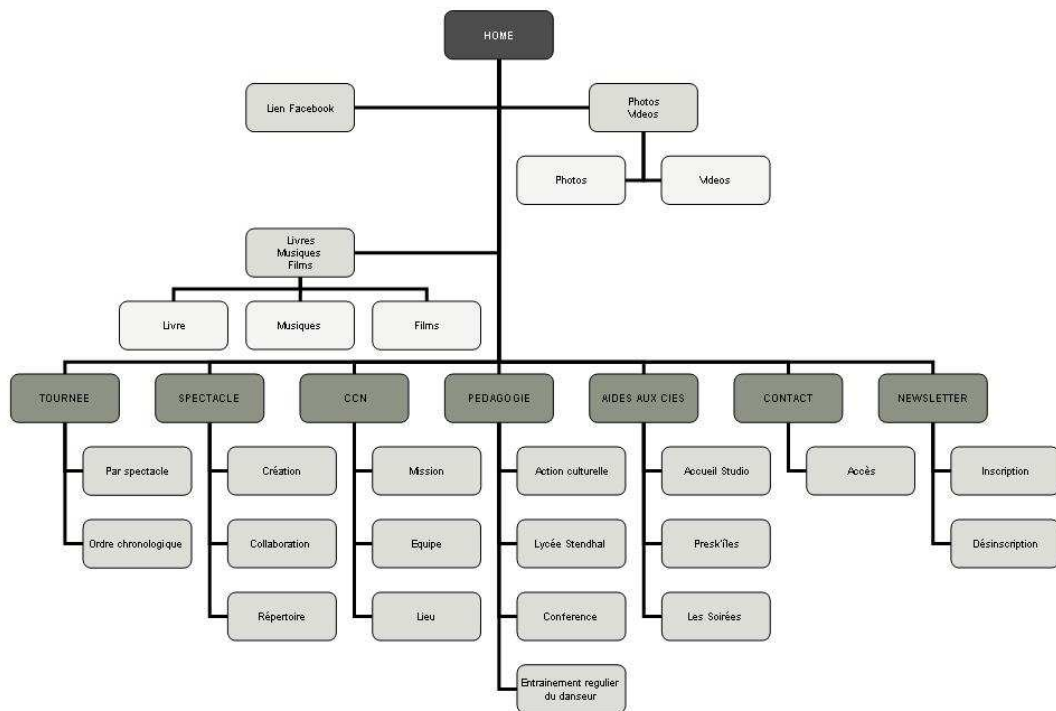 HOME
Lien Facebook
Photos
Videos
Photos
Videos
Livres
Musiques
Films
Livre
Musiques
Films
TOURNEE
SPECTACLE
CCN
PEDAGOGIE
AIDES AUX CIES
CONTACT
NEWSLETTER
Par spectacle
Création
Mission
Action culturelle
Accueil Studio
Accès
Inscription
Ordre chronologique
Collaboration
Equipe
Lycée Stendhal
Presk'îles
Désinscription
Répertoire
Lieu
Conference
Les Soirées
Entrainement regulier
du danseur